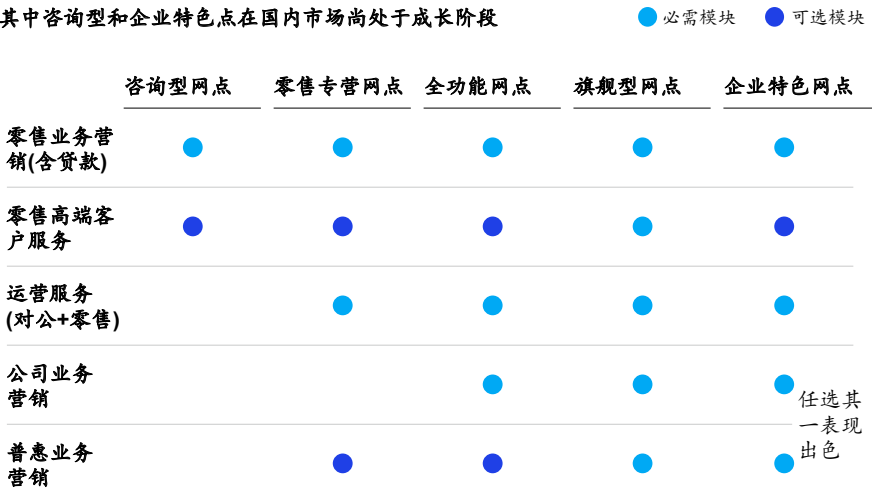 其中咨询型和企业特色点在国内市场尚处于成长阶段
必需模块
可选模块
咨询型网点
零售专营网点
全功能网点
旗舰型网点
企业特色网点
零售业务营
销(含贷款)
零售高端客
户服务
运营服务
(对公+零售)
公司业务
营销
任选其
一表现
出色
普惠业务
营销